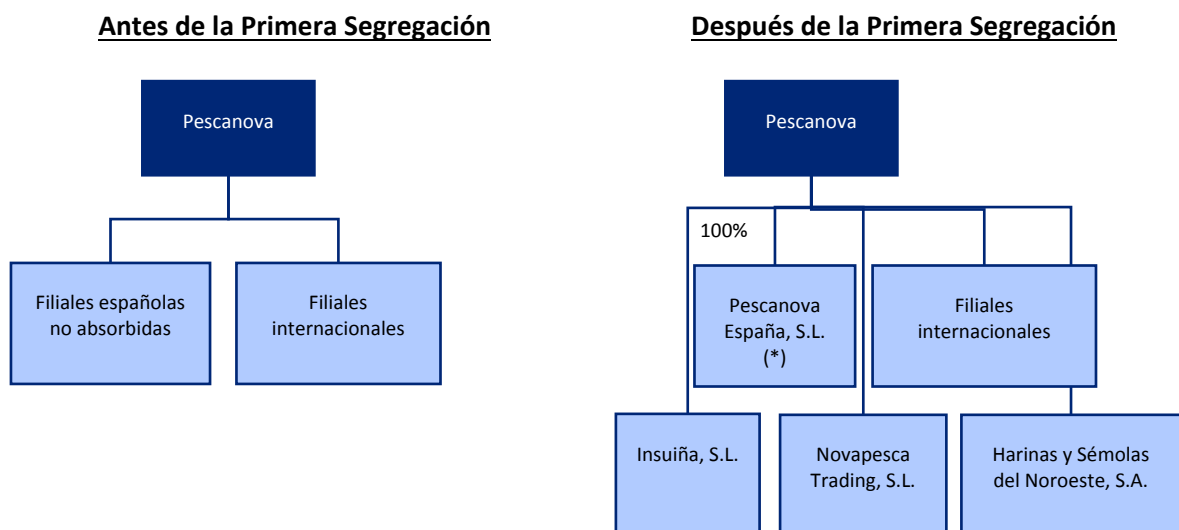 Antes de la Primera Segregación
Después de la Primera Segregación
Pescanova
Filiales españolas
no absorbidas
Filiales
internacionales
Pescanova
100%
Pescanova
España, S.L.
(*)
Filiales
internacionales
Insuiña, S.L.
Novapesca
Trading, S.L.
Harinas y Sémolas
del Noroeste, S.A.